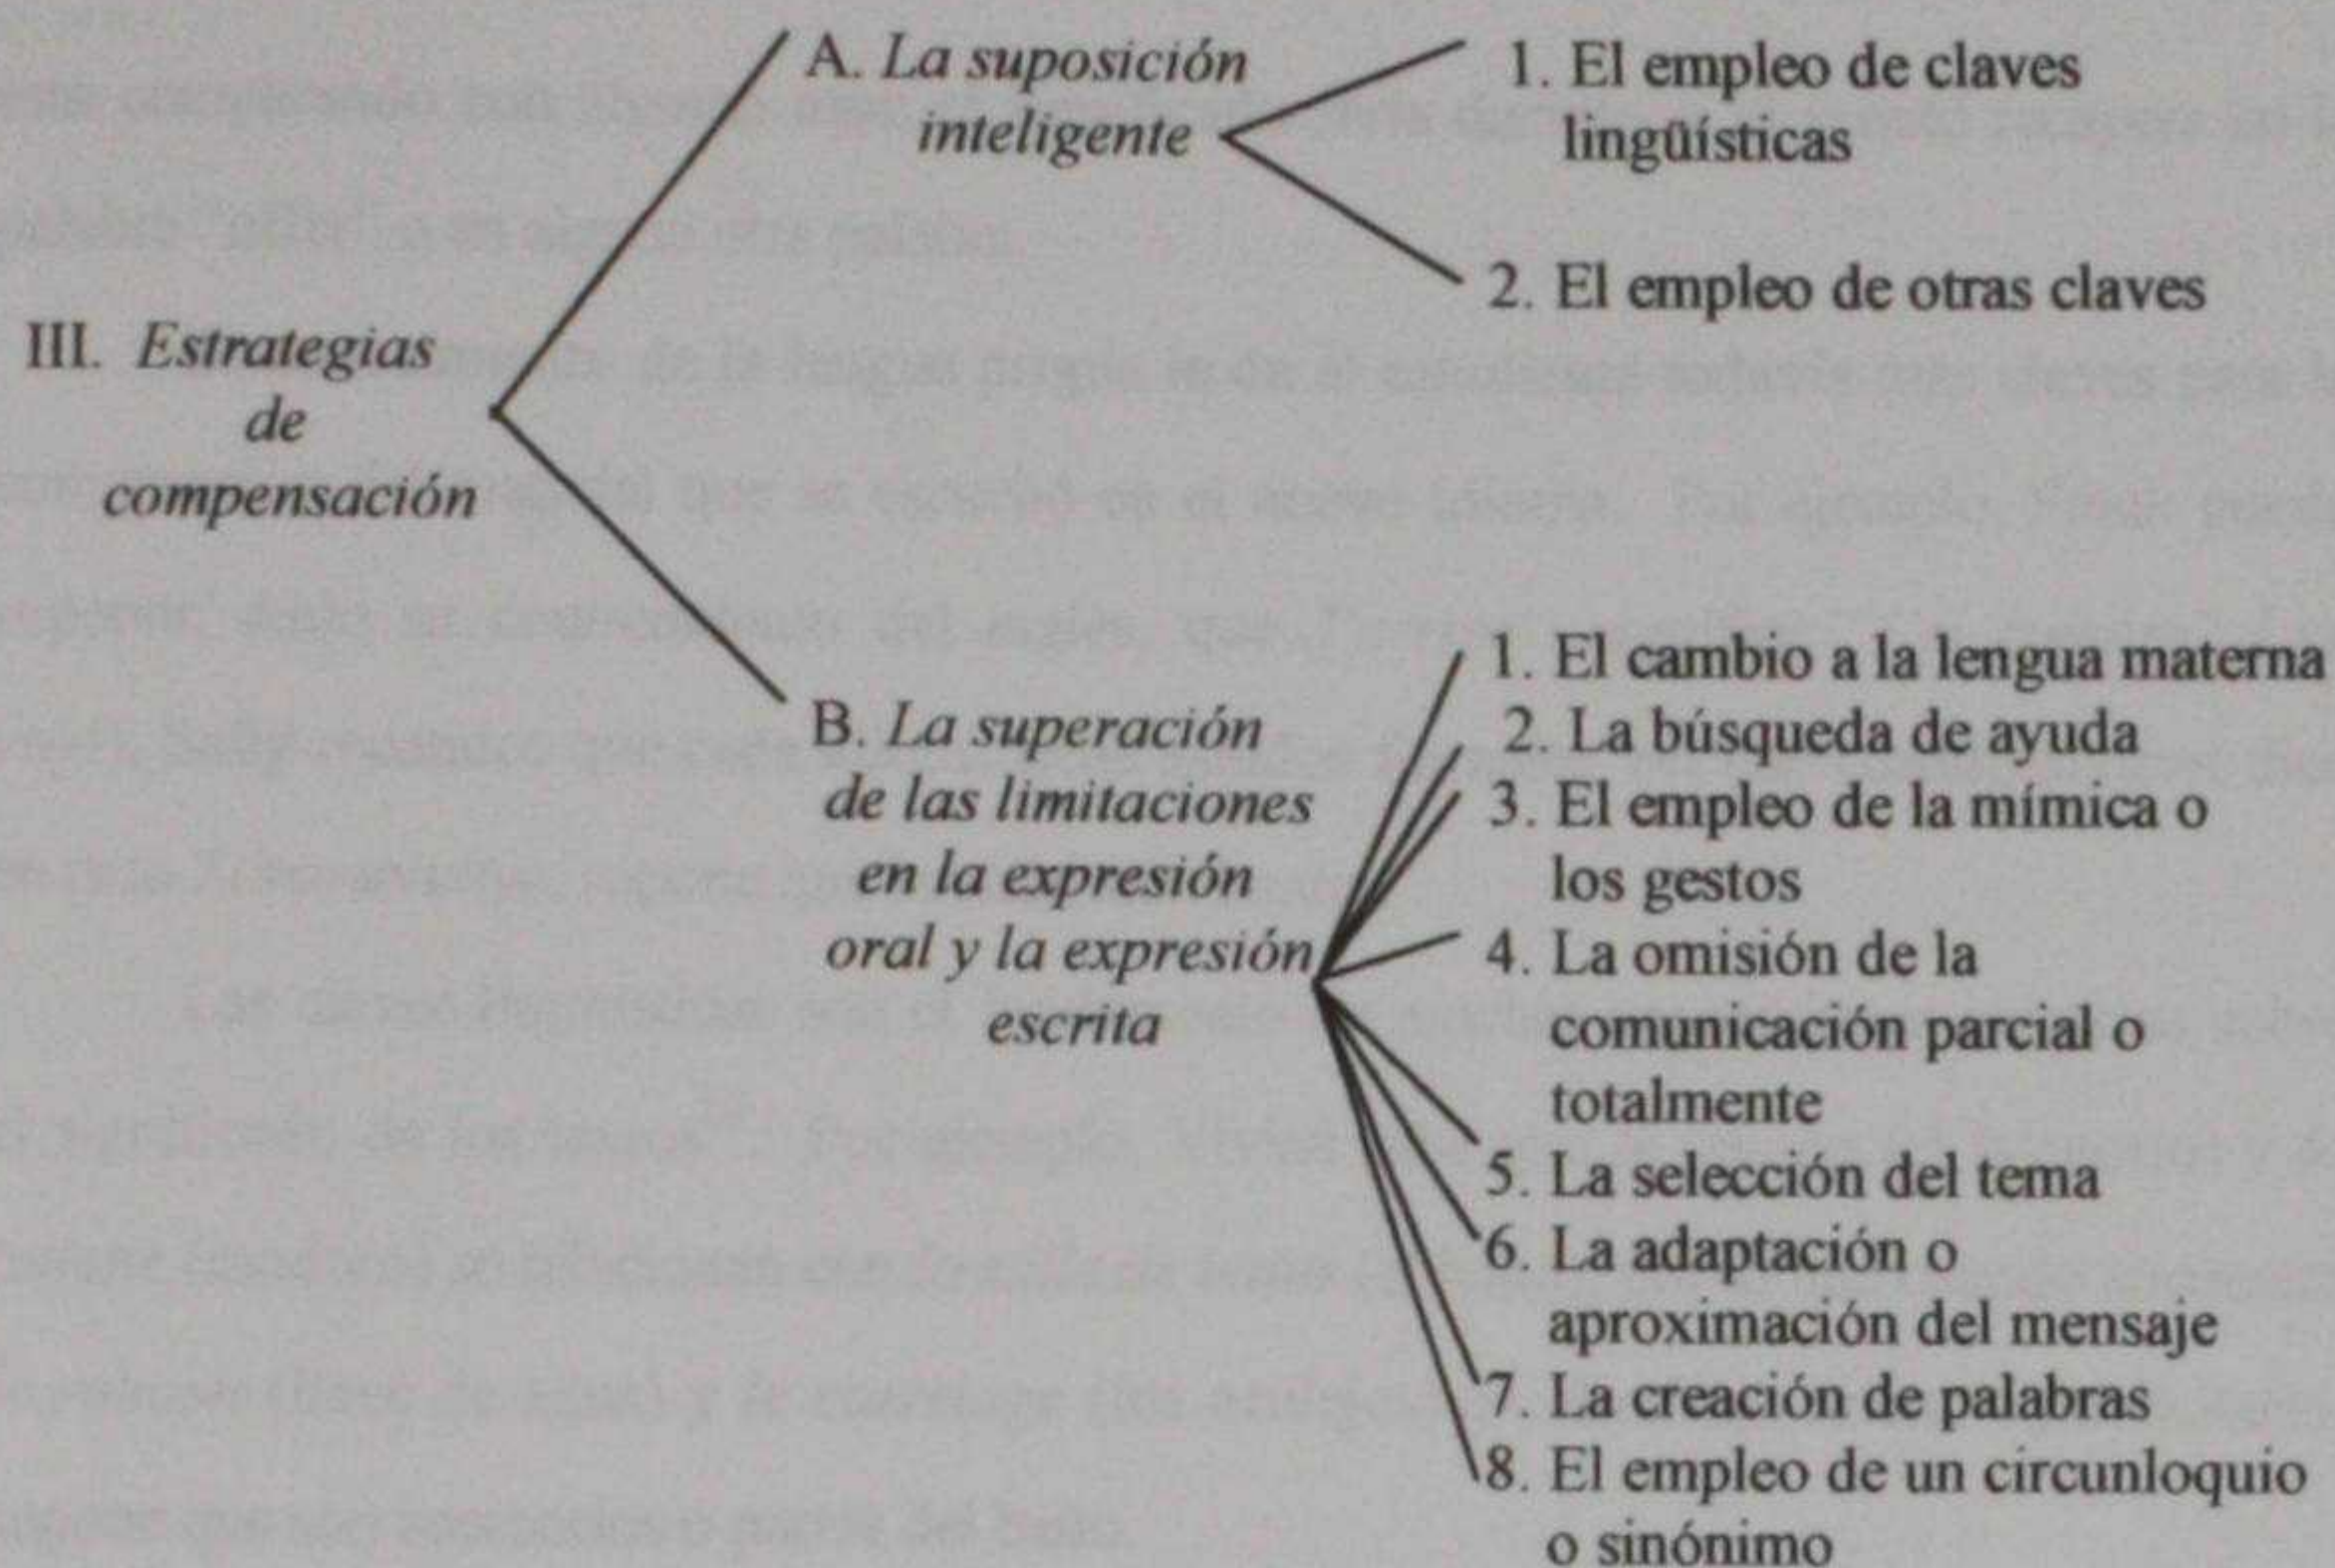 III. Estrategias
de
compensación
A. La suposición
inteligente
1. El empleo de claves
lingüísticas
2. El empleo de otras claves
B. La superación
de las limitaciones
en la expresión
oral y la expresión
escrita
1. El cambio a la lengua materna
2. La búsqueda de ayuda
3. El empleo de la mímica o
los gestos
4. La omisión de la
comunicación parcial o
totalmente
5. La selección del tema
6. La adaptación o
aproximación del mensaje
7. La creación de palabras
8. El empleo de un circunloquio
o sinónimo